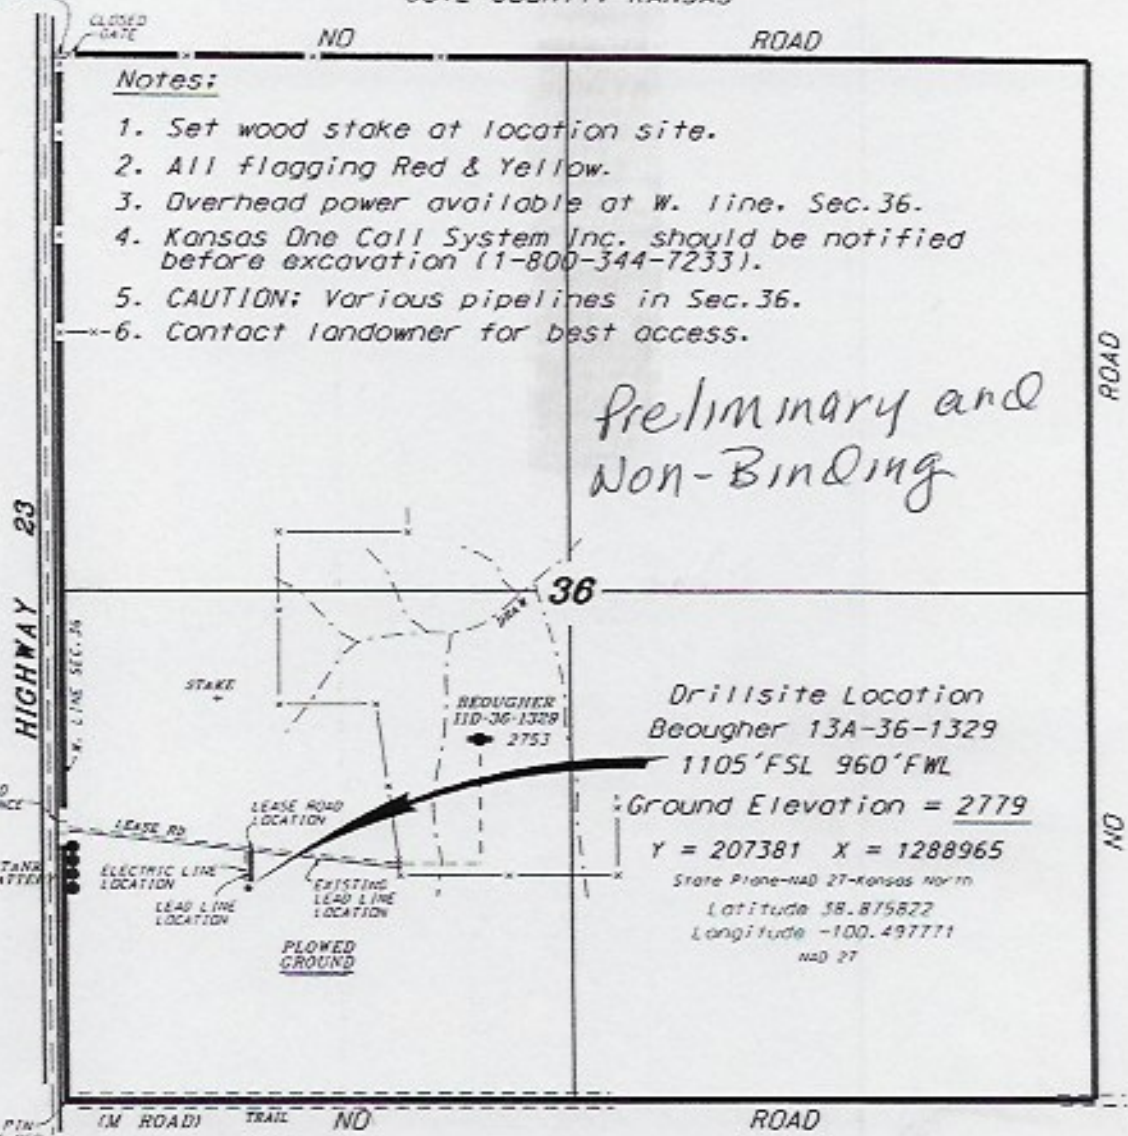 CLOSED
GATE
NO ROAD
Notes:
1. Set wood stake at location site.
2. All flagging Red & Yellow.
3. Overhead power available at W. line, Sec.36.
4. Kansas One Call System Inc. should be notified
before excavation (1-800-344-7233).
5. CAUTION: Various pipelines in Sec.36.
6. Contact landowner for best access.
Preliminary and
Non-Binding
ROAD
HIGHWAY 23
36
DRAW
W. LINE SEC.36
STAKE
BEOUGHER
11D-36-1329
2753
Drillsite Location
Beougher 13A-36-1329
1105'FSL 960'FWL
Ground Elevation = 2779
Y = 207381 X = 1288965
State Plane-NAD 27-Kansas North
Latitude 38.875822
Longitude -100.497771
NAD 27
NO
LEASE ROAD
LOCATION
LEASE RD
TANK
ELECTRIC LINE
LOCATION
LEAD LINE
LOCATION
EXISTING
LEAD LINE
LOCATION
PLOWED
GROUND
PIN
(M ROAD) TRAIL NO ROAD